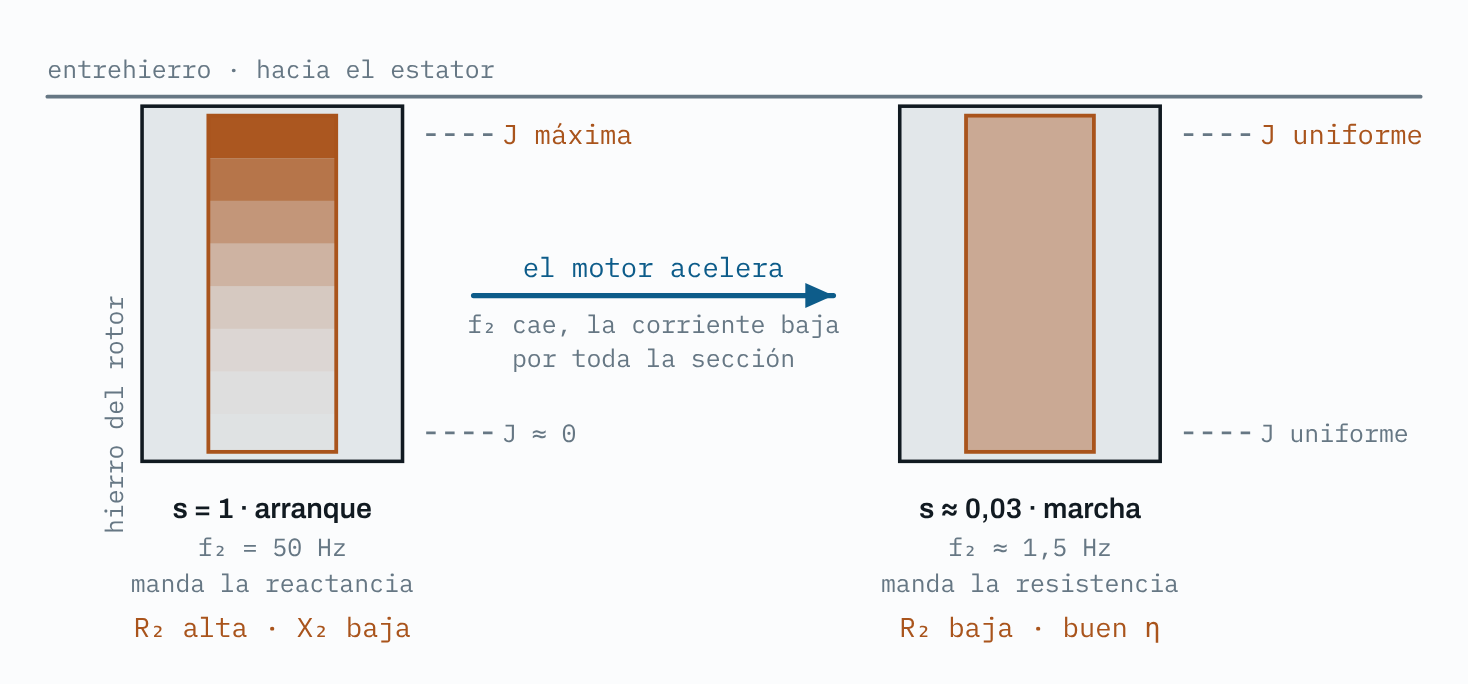 entrehierro · hacia el estator
J máxima
J uniforme
el motor acelera
f₂ cae, la corriente baja
por toda la sección
hierro del rotor
J ≈ 0
J uniforme
s = 1 · arranque
f₂ = 50 Hz
manda la reactancia
R₂ alta · X₂ baja
s ≈ 0,03 · marcha
f₂ ≈ 1,5 Hz
manda la resistencia
R₂ baja · buen η